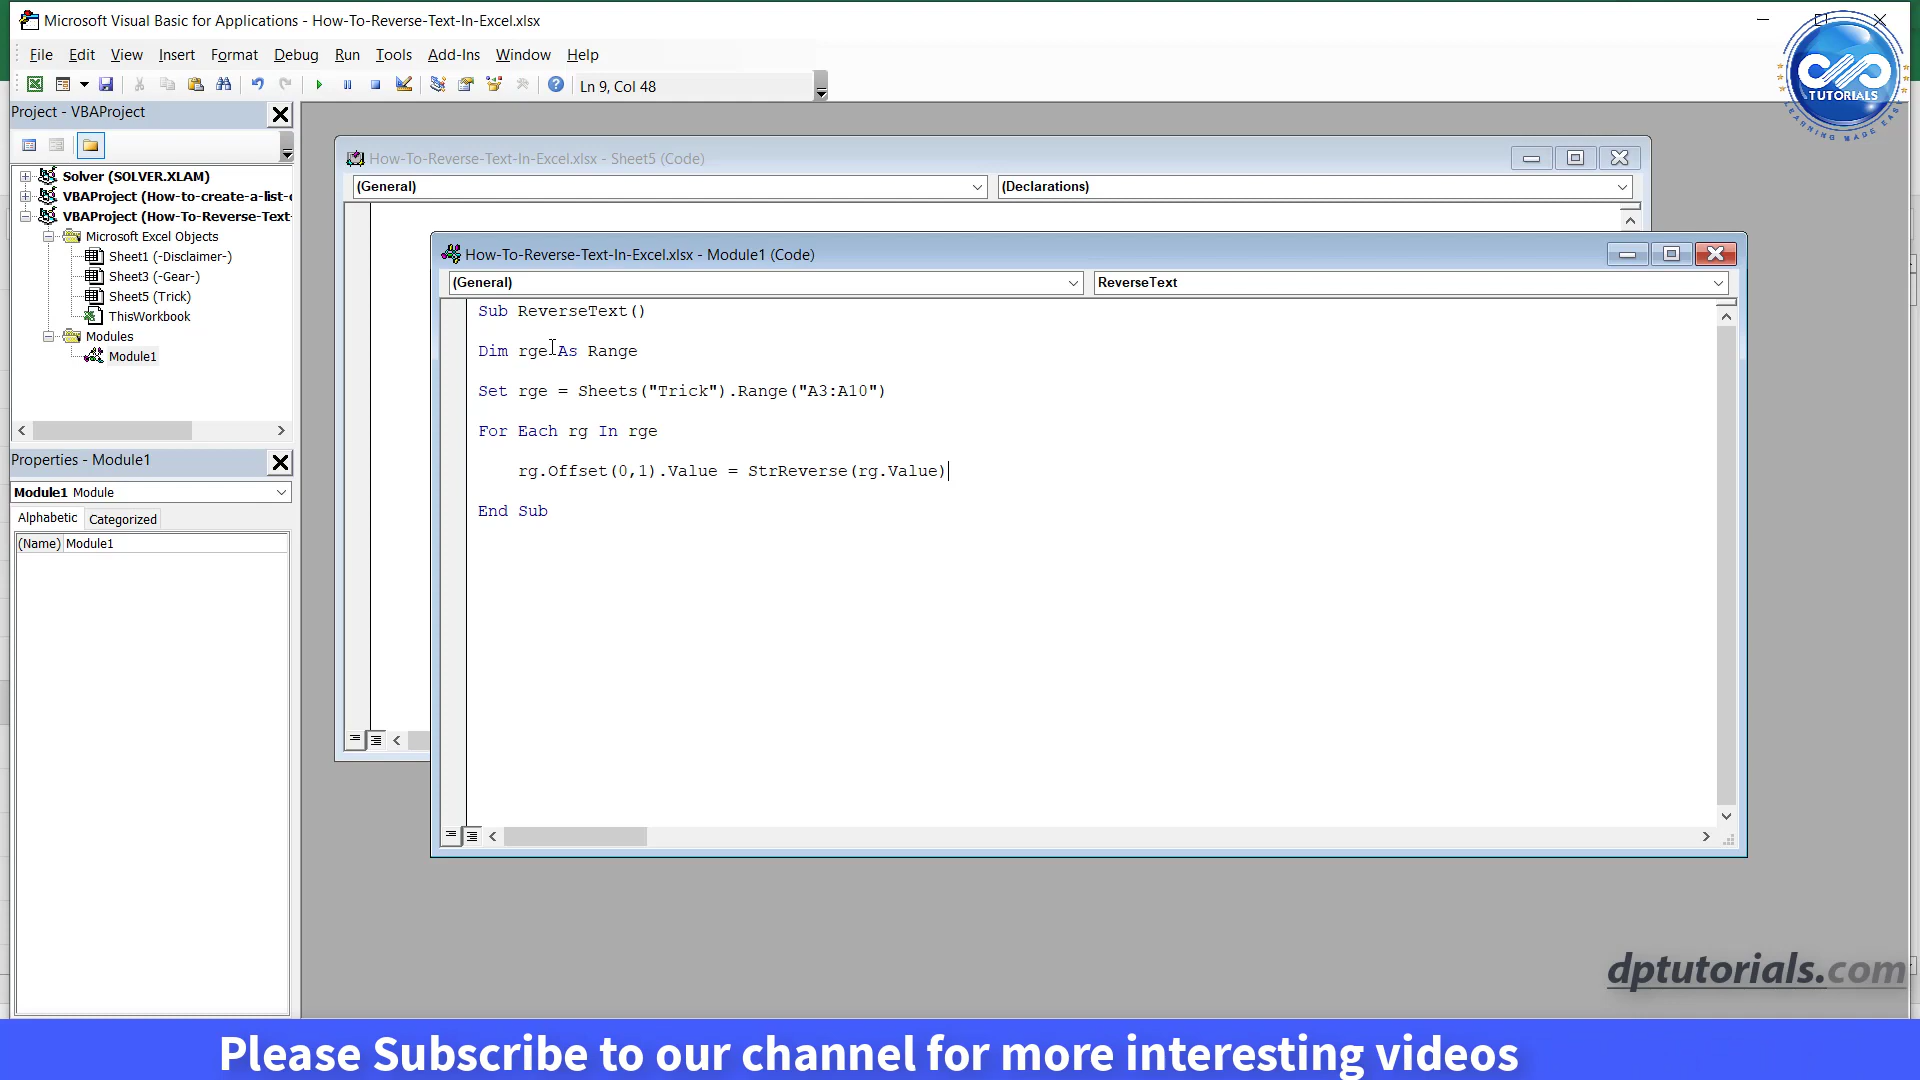 Microsoft Visual Basic for Applications - How-To-Reverse-Text-In-Excel.xlsx
File Edit View Insert Format Debug Run Tools Add-Ins Window Help
Ln 9, Col 48
TUTORIALS
LEARNING MADE EASY
Project - VBAProject
Solver (SOLVER.XLAM)
VBAProject (How-to-create-a-list-
VBAProject (How-To-Reverse-Text-
Microsoft Excel Objects
Sheet1 (-Disclaimer-)
Sheet3 (-Gear-)
Sheet5 (Trick)
ThisWorkbook
Modules
Module1
Properties - Module1
Module1 Module
Alphabetic Categorized
(Name) Module1
How-To-Reverse-Text-In-Excel.xlsx - Sheet5 (Code)
(General) (Declarations)
How-To-Reverse-Text-In-Excel.xlsx - Module1 (Code)
(General) ReverseText
Sub ReverseText()
Dim rge As Range
Set rge = Sheets("Trick").Range("A3:A10")
For Each rg In rge
rg.Offset(0,1).Value = StrReverse(rg.Value)
End Sub
dptutorials.com
Please Subscribe to our channel for more interesting videos